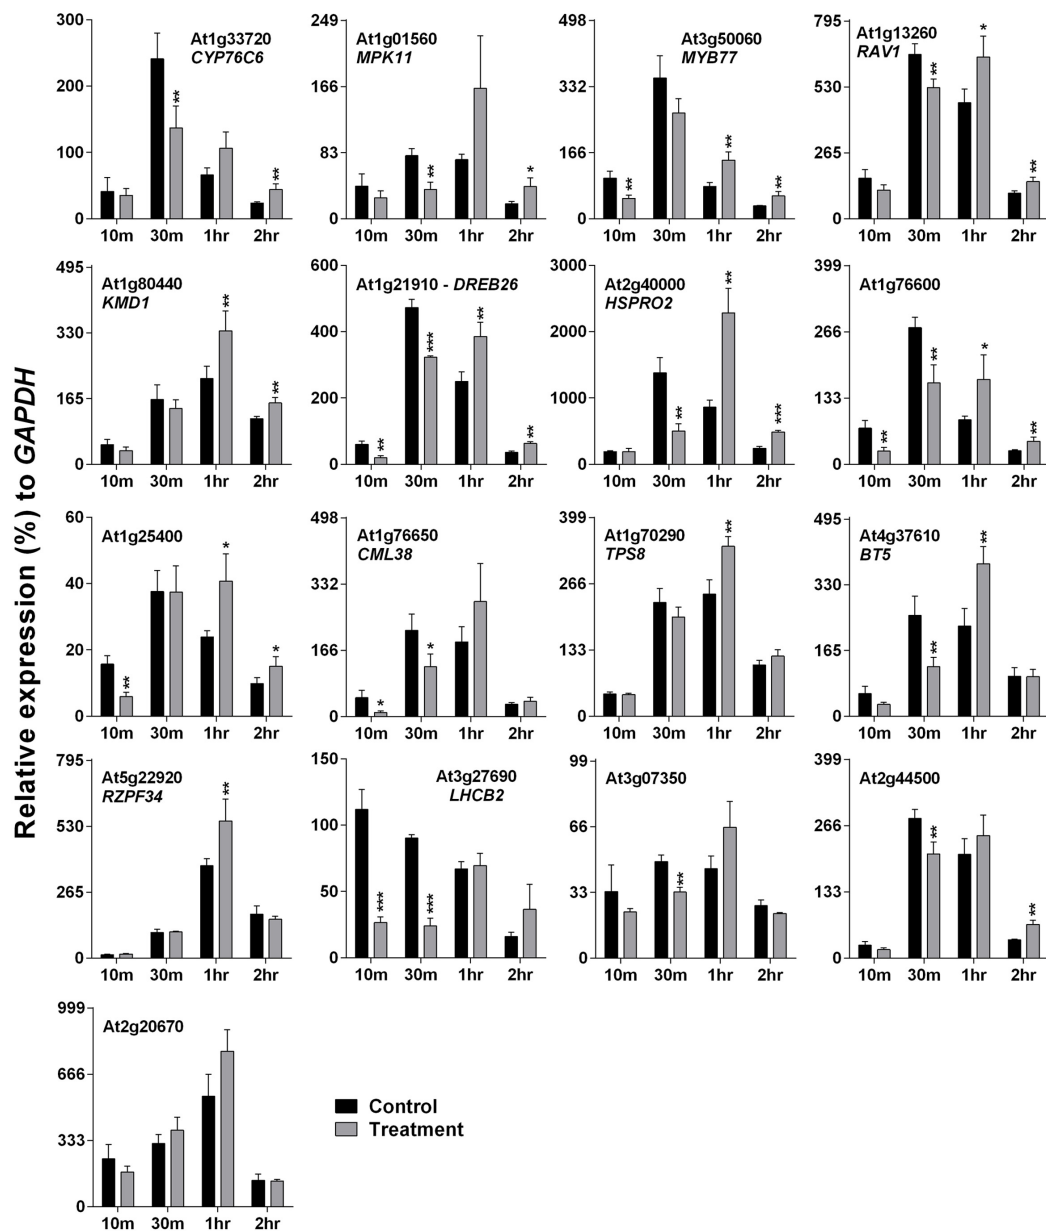 Relative expression (%) to GAPDH
At1g33720
CYP76C6
300
200
100
0
**
**
10m 30m 1hr 2hr
At1g01560
MPK11
249
166
83
0
**
*
10m 30m 1hr 2hr
At3g50060
MYB77
498
332
166
0
**
**
**
10m 30m 1hr 2hr
At1g13260
RAV1
795
530
265
0
**
*
**
10m 30m 1hr 2hr
At1g80440
KMD1
495
330
165
0
**
**
10m 30m 1hr 2hr
At1g21910 - DREB26
600
400
200
0
**
***
**
**
10m 30m 1hr 2hr
At2g40000
HSPRO2
3000
2000
1000
0
**
**
***
10m 30m 1hr 2hr
At1g76600
399
266
133
0
**
**
*
**
10m 30m 1hr 2hr
At1g25400
60
40
20
0
**
*
*
10m 30m 1hr 2hr
At1g76650
CML38
498
332
166
0
*
*
10m 30m 1hr 2hr
At1g70290
TPS8
399
266
133
0
**
10m 30m 1hr 2hr
At4g37610
BT5
495
330
165
0
**
**
10m 30m 1hr 2hr
At5g22920
RZPF34
795
530
265
0
**
10m 30m 1hr 2hr
At3g27690
LHCB2
150
100
50
0
***
***
10m 30m 1hr 2hr
At3g07350
99
66
33
0
**
10m 30m 1hr 2hr
At2g44500
399
266
133
0
**
**
10m 30m 1hr 2hr
At2g20670
999
666
333
0
10m 30m 1hr 2hr
Control
Treatment